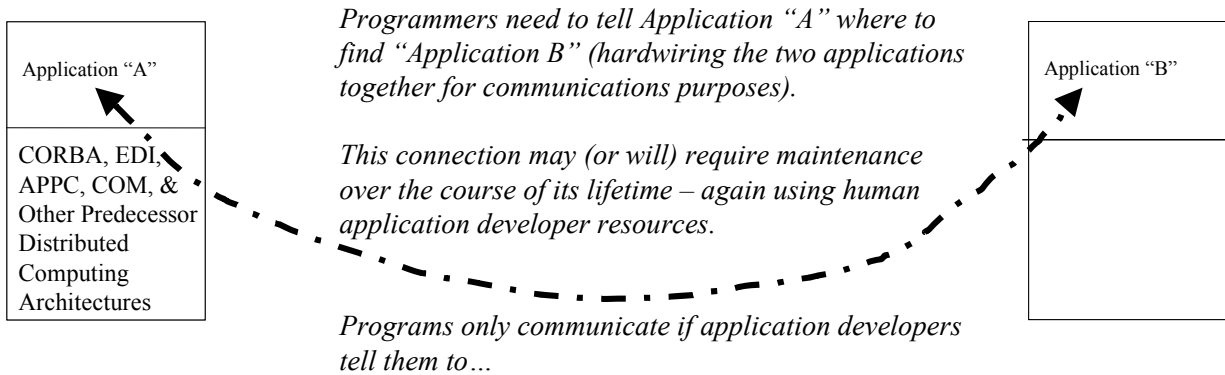 Application “A”
CORBA, EDI,
APPC, COM, &
Other Predecessor
Distributed
Computing
Architectures
Programmers need to tell Application “A” where to
find “Application B” (hardwiring the two applications
together for communications purposes).
This connection may (or will) require maintenance
over the course of its lifetime – again using human
application developer resources.
Programs only communicate if application developers
tell them to…
Application “B”